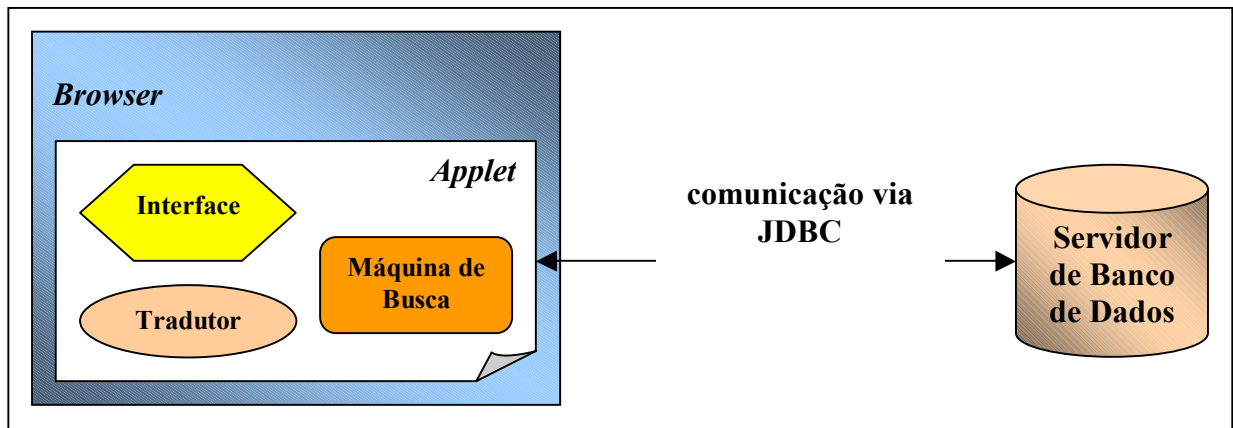 Browser
Applet
Interface
Máquina de
Busca
Tradutor
comunicação via
JDBC
Servidor
de Banco
de Dados